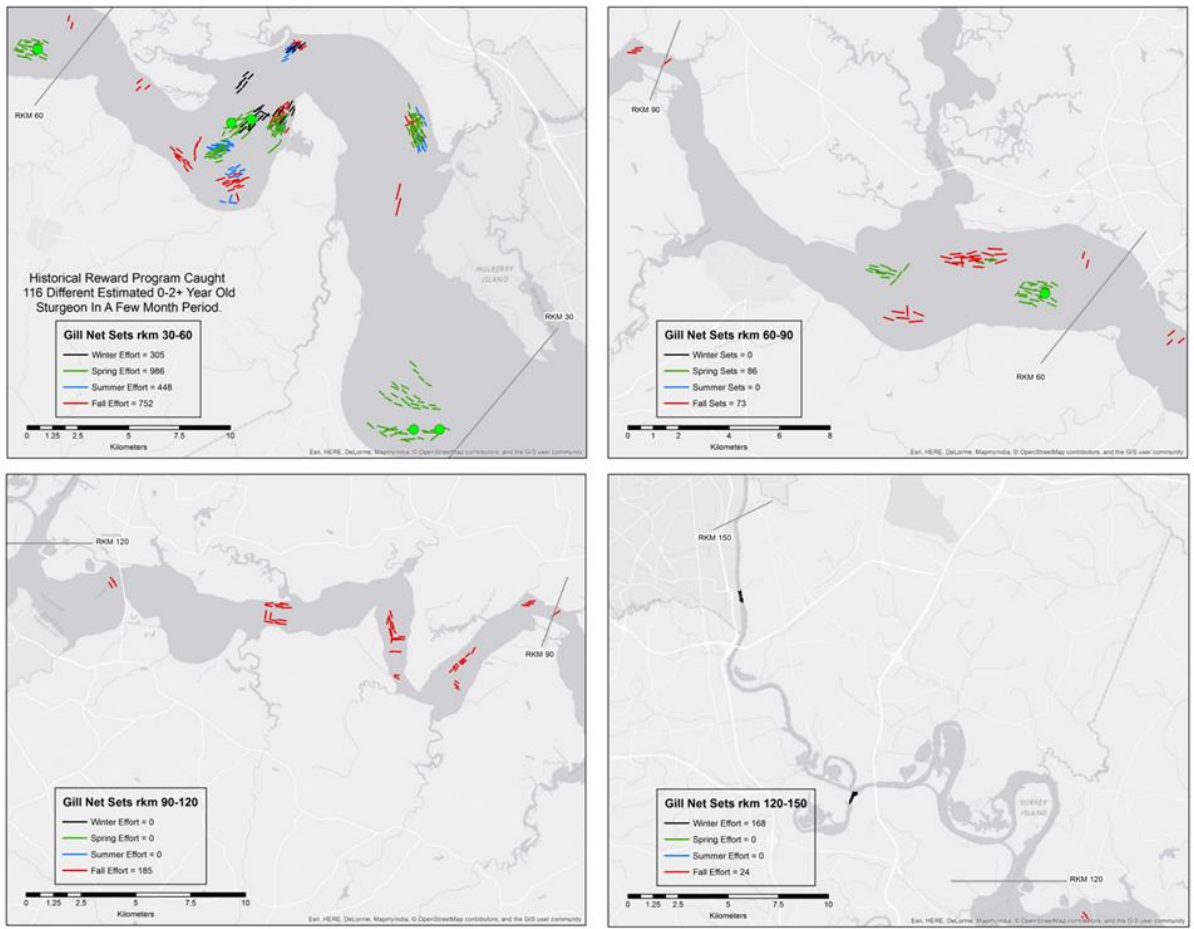 RKM 60
MULBERRY
ISLAND
Historical Reward Program Caught
116 Different Estimated 0-2+ Year Old
Sturgeon In A Few Month Period.
RKM 30
Gill Net Sets rkm 30-60
Winter Effort = 305
Spring Effort = 986
Summer Effort = 448
Fall Effort = 752
0 1.25 2.5 5 7.5 10
Kilometers
Esri, HERE, DeLorme, MapmyIndia, © OpenStreetMap contributors, and the GIS user community
RKM 90
RKM 60
Gill Net Sets rkm 60-90
Winter Sets = 0
Spring Sets = 86
Summer Sets = 0
Fall Sets = 73
0 1 2 4 6 8
Kilometers
Esri, HERE, DeLorme, MapmyIndia, © OpenStreetMap contributors, and the GIS user community
RKM 120
RKM 90
Gill Net Sets rkm 90-120
Winter Effort = 0
Spring Effort = 0
Summer Effort = 0
Fall Effort = 185
0 1.25 2.5 5 7.5 10
Kilometers
Esri, HERE, DeLorme, MapmyIndia, © OpenStreetMap contributors, and the GIS user community
RKM 150
TURKEY
ISLAND
Gill Net Sets rkm 120-150
Winter Effort = 168
Spring Effort = 0
Summer Effort = 0
Fall Effort = 24
RKM 120
0 1.25 2.5 5 7.5 10
Kilometers
Esri, HERE, DeLorme, MapmyIndia, © OpenStreetMap contributors, and the GIS user community